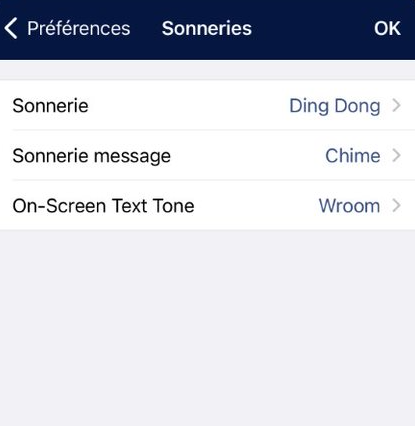 Préférences Sonneries OK
Sonnerie Ding Dong
Sonnerie message Chime
On-Screen Text Tone Wroom